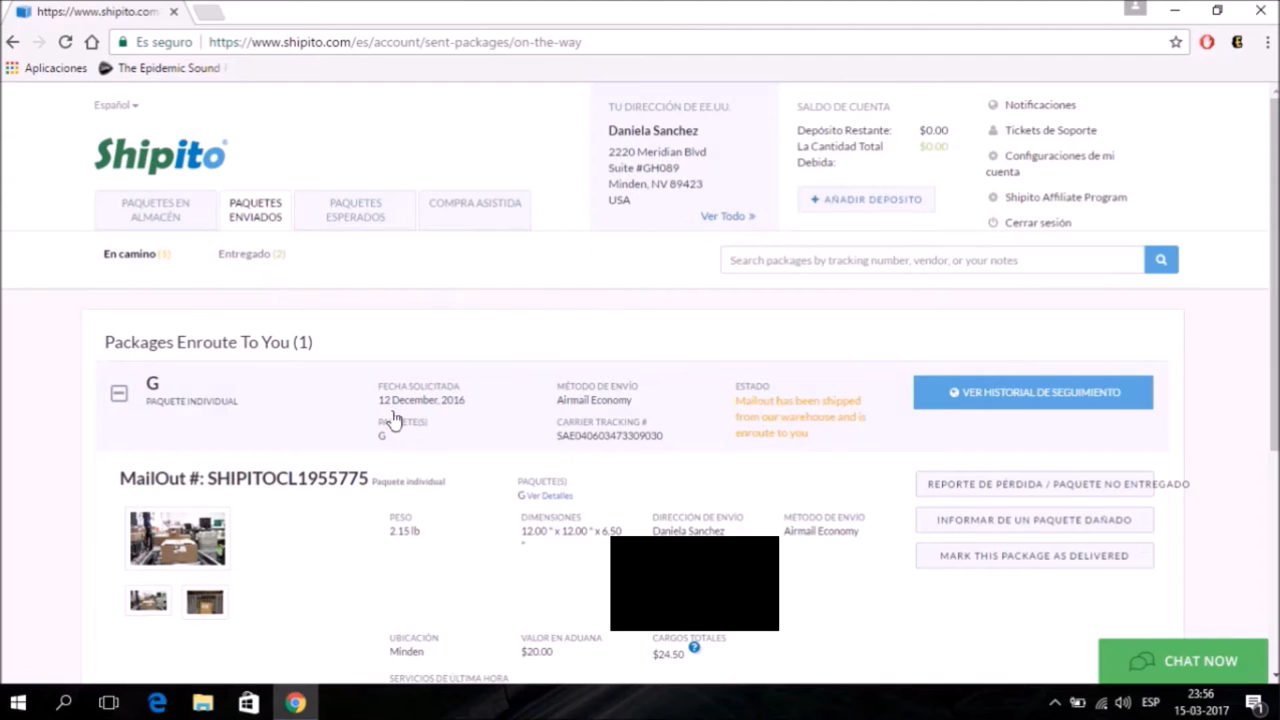 https://www.shipito.com
Es seguro
https://www.shipito.com/es/account/sent-packages/on-the-way
Aplicaciones
The Epidemic Sound
Español
Shipito
PAQUETES EN ALMACÉN
PAQUETES ENVIADOS
PAQUETES ESPERADOS
COMPRA ASISTIDA
TU DIRECCIÓN DE EE.UU.
Daniela Sanchez
2220 Meridian Blvd
Suite #GH089
Minden, NV 89423
USA
Ver Todo »
SALDO DE CUENTA
Depósito Restante: $0.00
La Cantidad Total $0.00
Debida:
+ AÑADIR DEPOSITO
Notificaciones
Tickets de Soporte
Configuraciones de mi
cuenta
Shipito Affiliate Program
Cerrar sesión
En camino (1)
Entregado (2)
Search packages by tracking number, vendor, or your notes
Packages Enroute To You (1)
G
PAQUETE INDIVIDUAL
FECHA SOLICITADA
12 December, 2016
G
MÉTODO DE ENVÍO
Airmail Economy
CARRIER TRACKING #
SAE040603473309030
ESTADO
Mailout has been shipped
from our warehouse and is
enroute to you
VER HISTORIAL DE SEGUIMIENTO
MailOut #: SHIPITOCL1955775 Paquete individual
PAQUETE(S)
G Ver Detalles
PESO
2.15 lb
DIMENSIONES
12.00 " x 12.00 " x 6.50
"
DIRECCIÓN DE ENVÍO
Daniela Sanchez
METODO DE ENVÍO
Airmail Economy
REPORTE DE PÉRDIDA / PAQUETE NO ENTREGADO
INFORMAR DE UN PAQUETE DAÑADO
MARK THIS PACKAGE AS DELIVERED
UBICACIÓN
Minden
VALOR EN ADUANA
$20.00
CARGOS TOTALES
$24.50
?
SERVICIOS DE ÚLTIMA HORA
CHAT NOW
ESP
23:56
15-03-2017